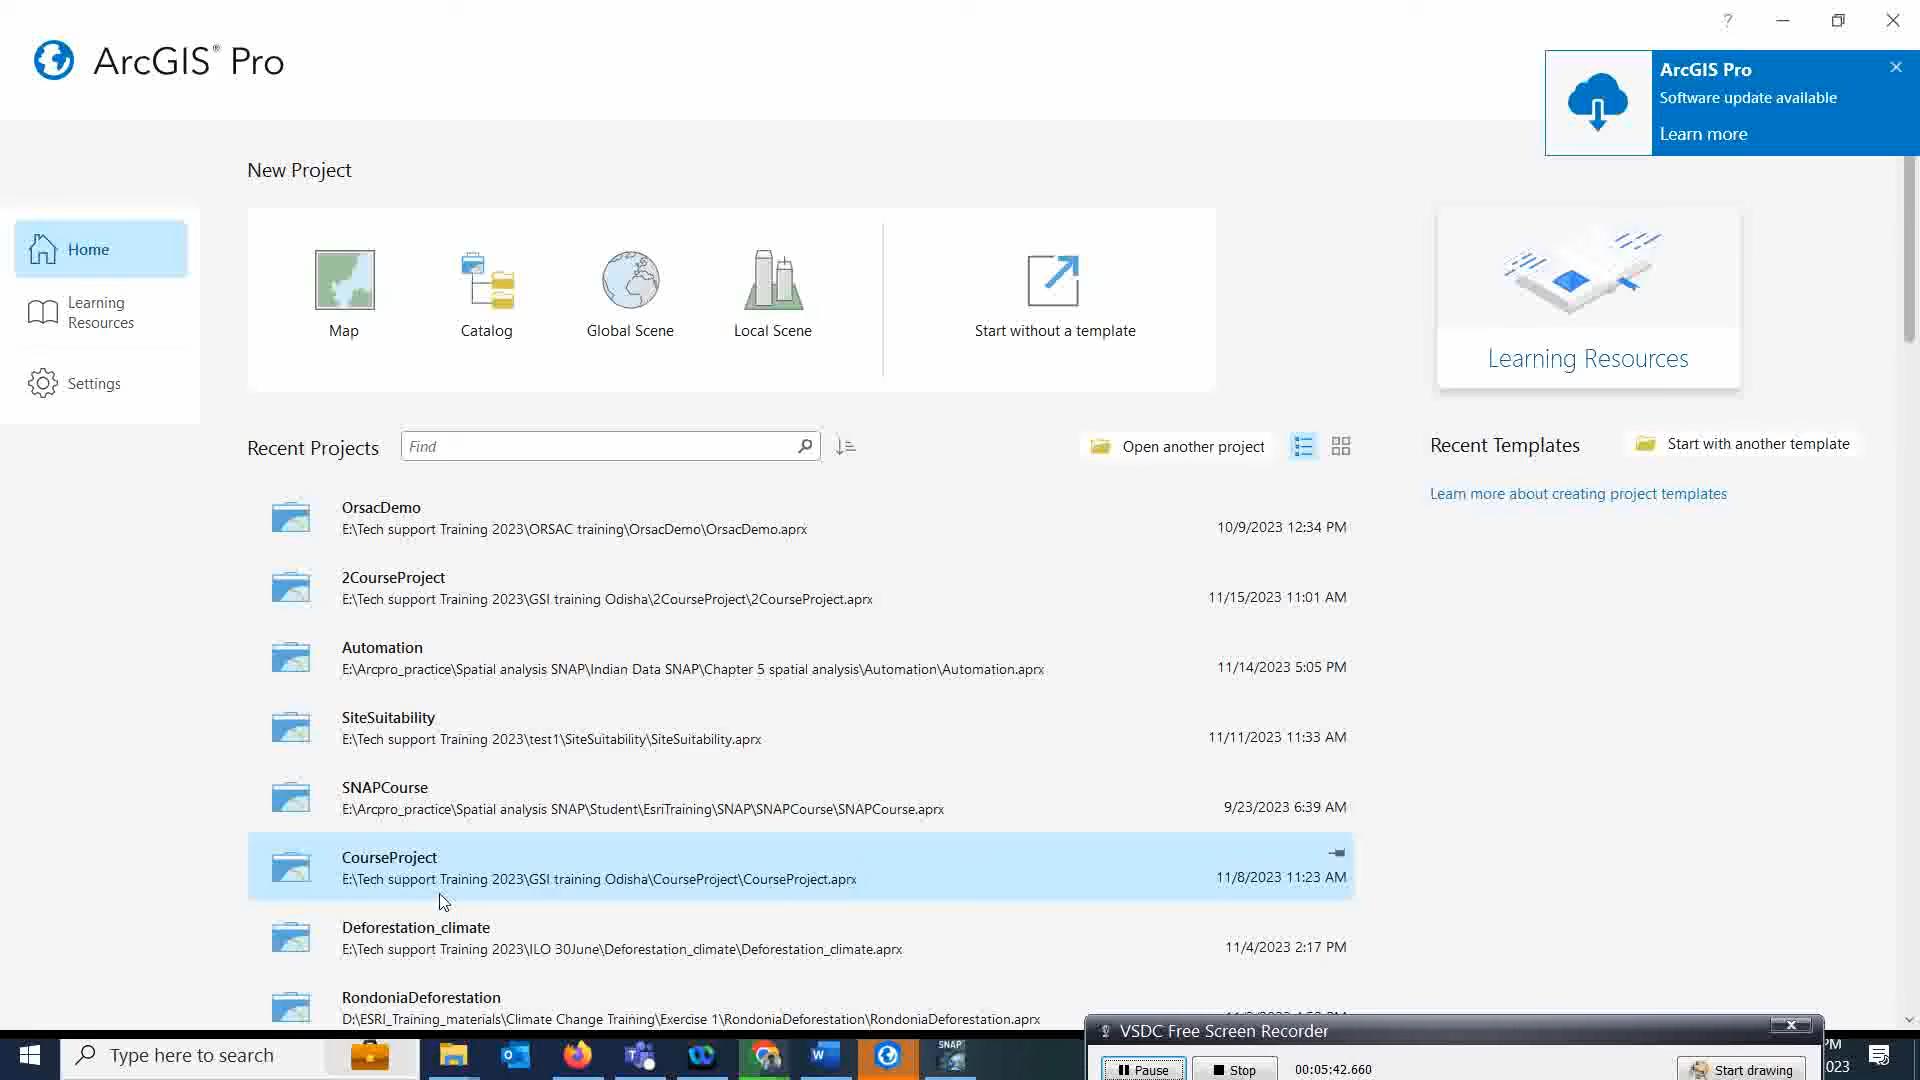 ArcGIS® Pro
ArcGIS Pro
Software update available
Learn more
New Project
Home
Learning
Resources
Settings
Map
Catalog
Global Scene
Local Scene
Start without a template
Learning Resources
Recent Projects
Find
Open another project
Recent Templates
Start with another template
Learn more about creating project templates
OrsacDemo
E:\Tech support Training 2023\ORSAC training\OrsacDemo\OrsacDemo.aprx
10/9/2023 12:34 PM
2CourseProject
E:\Tech support Training 2023\GSI training Odisha\2CourseProject\2CourseProject.aprx
11/15/2023 11:01 AM
Automation
E:\Arcpro_practice\Spatial analysis SNAP\Indian Data SNAP\Chapter 5 spatial analysis\Automation\Automation.aprx
11/14/2023 5:05 PM
SiteSuitability
E:\Tech support Training 2023\test1\SiteSuitability\SiteSuitability.aprx
11/11/2023 11:33 AM
SNAPCourse
E:\Arcpro_practice\Spatial analysis SNAP\Student\EsriTraining\SNAP\SNAPCourse\SNAPCourse.aprx
9/23/2023 6:39 AM
CourseProject
E:\Tech support Training 2023\GSI training Odisha\CourseProject\CourseProject.aprx
11/8/2023 11:23 AM
Deforestation_climate
E:\Tech support Training 2023\ILO 30June\Deforestation_climate\Deforestation_climate.aprx
11/4/2023 2:17 PM
RondoniaDeforestation
D:\ESRI_Training_materials\Climate Change Training\Exercise 1\RondoniaDeforestation\RondoniaDeforestation.aprx
VSDC Free Screen Recorder
Pause
Stop
00:05:42.660
Start drawing
Type here to search
SNAP
PM
023